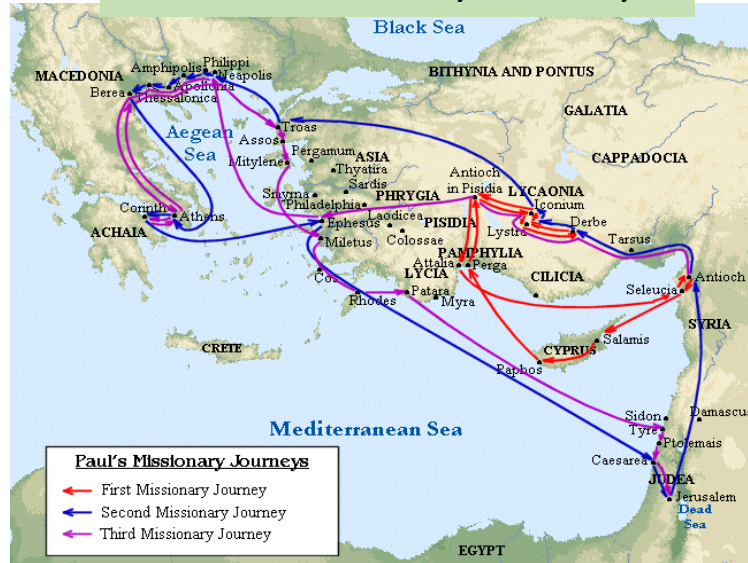 Black Sea
MACEDONIA
Amphipolis
Philippi
Neapolis
Apollonia
Berea
Thessalonica
BITHYNIA AND PONTUS
GALATIA
CAPPADOCIA
Aegean
Sea
Troas
Assos
Mitylene
Pergamum
ASIA
Thyatira
Sardis
Smyrna
Philadelphia
PHRYGIA
Antioch
in Pisidia
LYCAONIA
Iconium
Lystra
Derbe
Tarsus
Corinth
Athens
ACHAIA
Ephesus
Laodicea
PISIDIA
Miletus
Colossae
PAMPHYLIA
Attalia
Perga
Antioch
Cos
LYCIA
CILICIA
Seleucia
Rhodes
Patara
Myra
SYRIA
CRETE
CYPRUS
Salamis
Paphos
Mediterranean Sea
Sidon
Damascus
Tyre
Ptolemais
Caesarea
JUDEA
Jerusalem
Dead
Sea
EGYPT
Paul's Missionary Journeys
First Missionary Journey
Second Missionary Journey
Third Missionary Journey